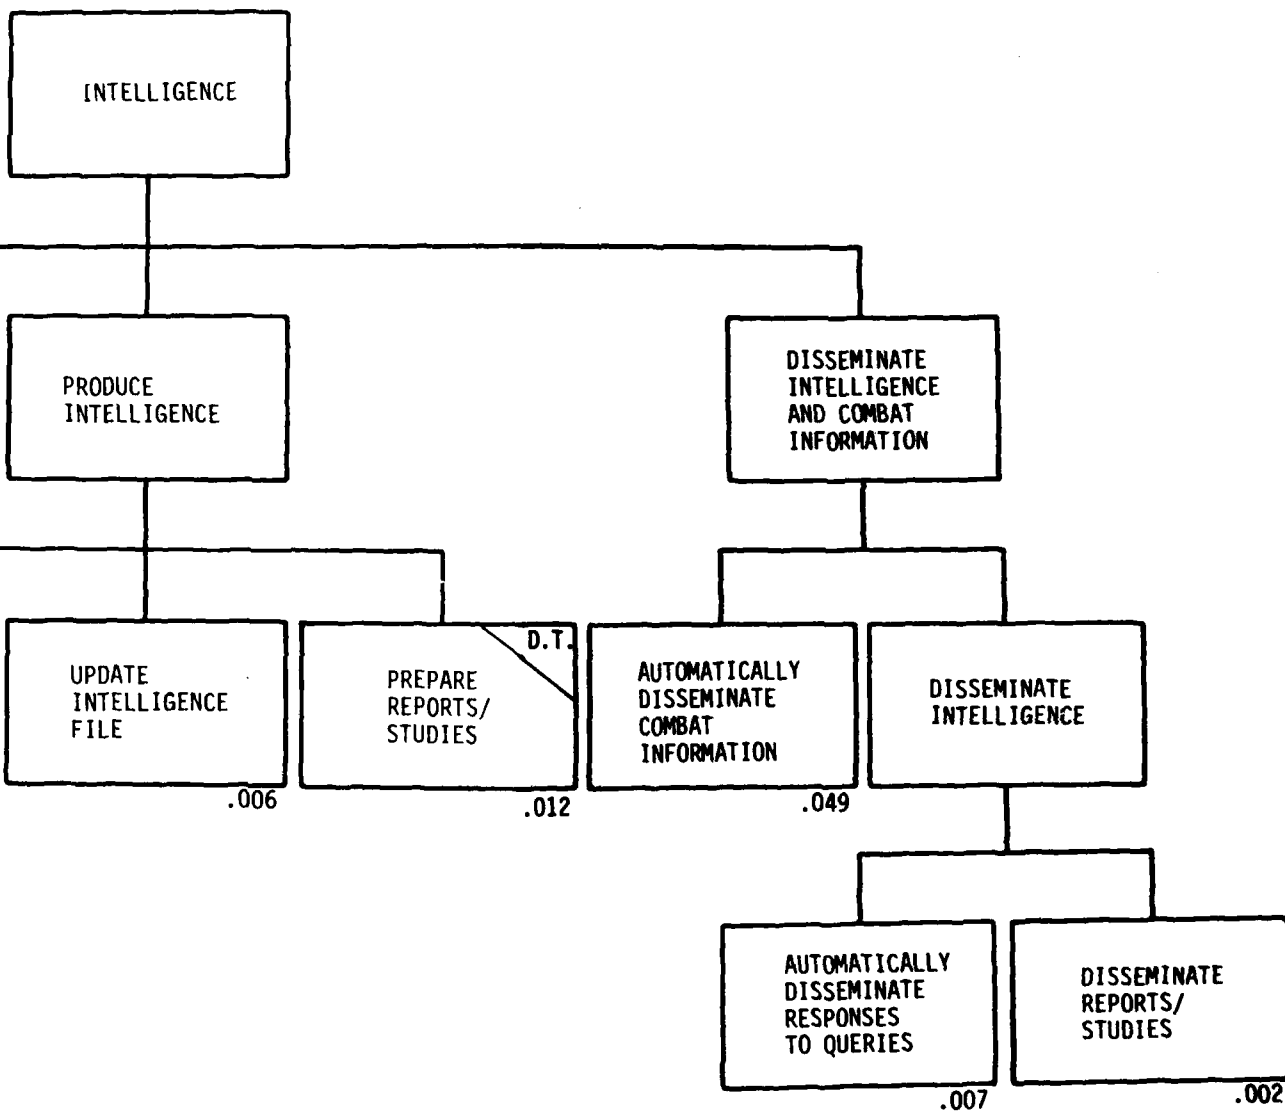 INTELLIGENCE
PRODUCE
INTELLIGENCE
DISSEMINATE
INTELLIGENCE
AND COMBAT
INFORMATION
UPDATE
INTELLIGENCE
FILE
.006
D.T.
PREPARE
REPORTS/
STUDIES
.012
AUTOMATICALLY
DISSEMINATE
COMBAT
INFORMATION
.049
DISSEMINATE
INTELLIGENCE
AUTOMATICALLY
DISSEMINATE
RESPONSES
TO QUERIES
.007
DISSEMINATE
REPORTS/
STUDIES
.002